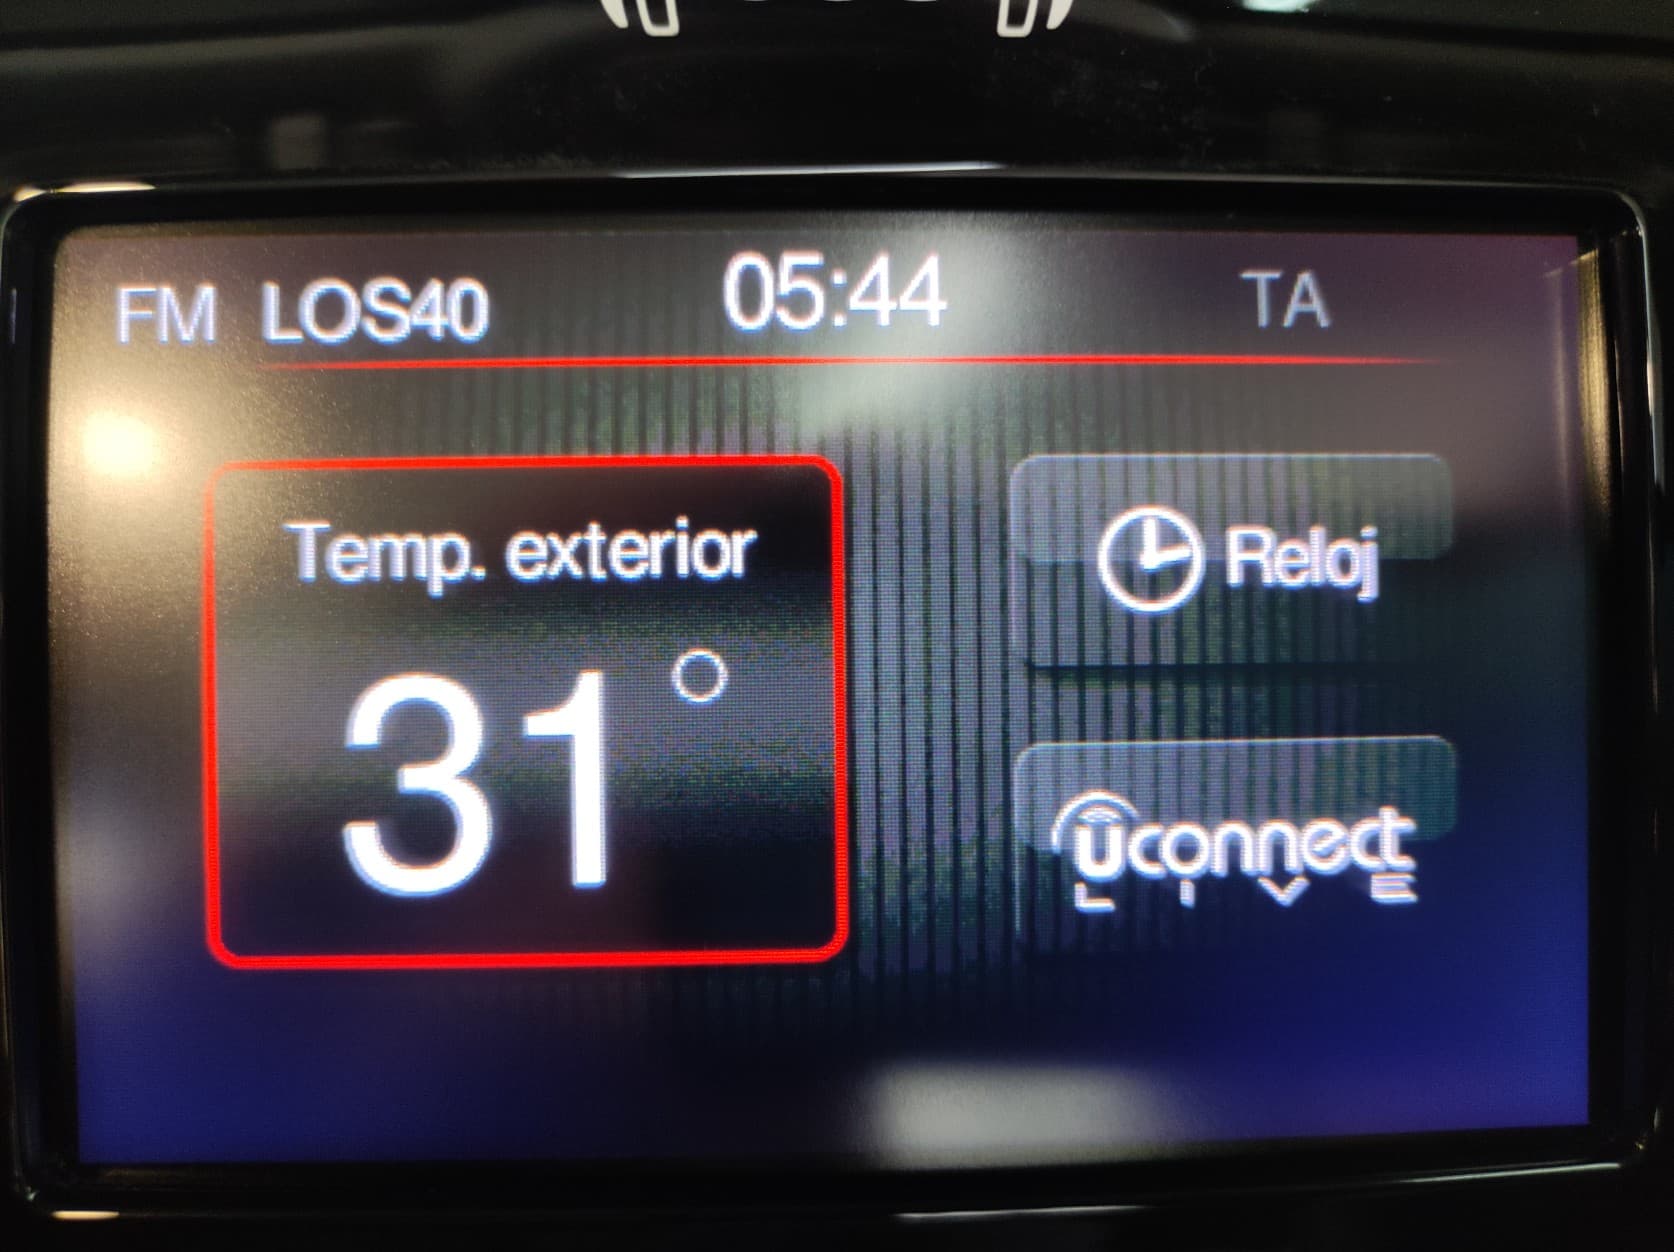 FM LOS40 05:44 TA
Temp. exterior
31°
Reloj
uconnect
LIVE